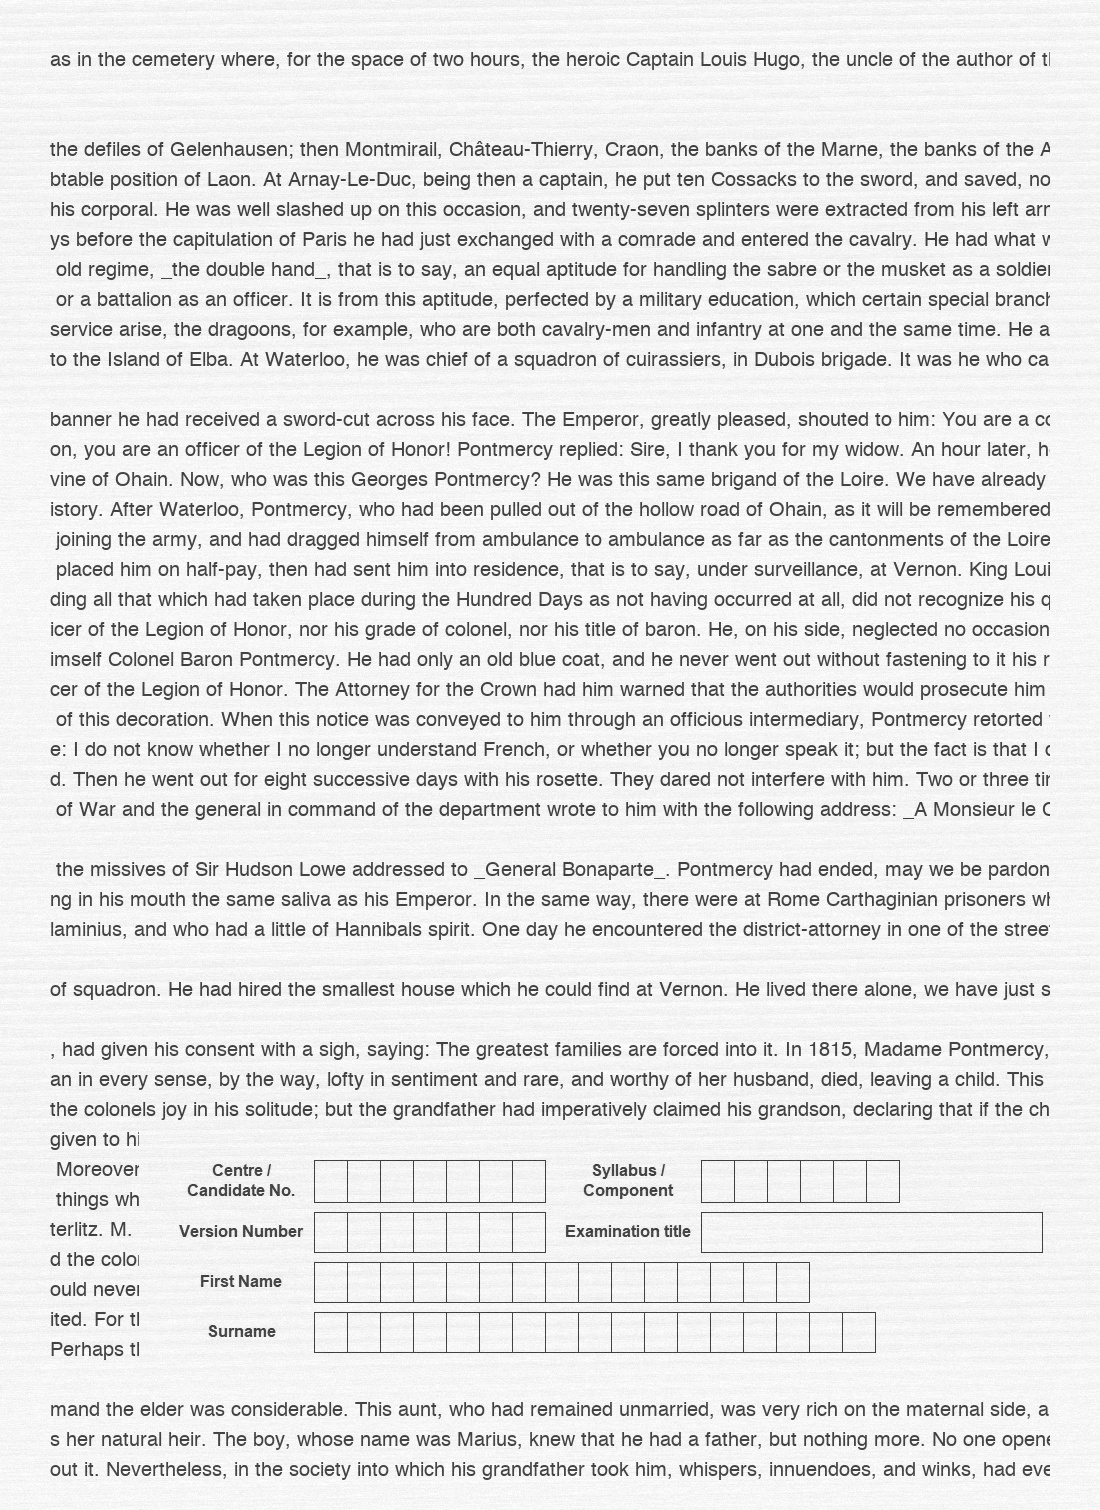 as in the cemetery where, for the space of two hours, the heroic Captain Louis Hugo, the uncle of the author of
the defiles of Gelenhausen; then Montmirail, Château-Thierry, Craon, the banks of the Marne, the banks of the
btable position of Laon. At Arnay-Le-Duc, being then a captain, he put ten Cossacks to the sword, and saved, no
his corporal. He was well slashed up on this occasion, and twenty-seven splinters were extracted from his left
ys before the capitulation of Paris he had just exchanged with a comrade and entered the cavalry. He had what
old regime, _the double hand_, that is to say, an equal aptitude for handling the sabre or the musket as a soldier
or a battalion as an officer. It is from this aptitude, perfected by a military education, which certain special branch
service arise, the dragoons, for example, who are both cavalry-men and infantry at one and the same time. He a
to the Island of Elba. At Waterloo, he was chief of a squadron of cuirassiers, in Dubois brigade. It was he who ca
banner he had received a sword-cut across his face. The Emperor, greatly pleased, shouted to him: You are a
on, you are an officer of the Legion of Honor! Pontmercy replied: Sire, I thank you for my widow. An hour later,
vine of Ohain. Now, who was this Georges Pontmercy? He was this same brigand of the Loire. We have already
istory. After Waterloo, Pontmercy, who had been pulled out of the hollow road of Ohain, as it will be remembered
joining the army, and had dragged himself from ambulance to ambulance as far as the cantonments of the Loire
placed him on half-pay, then had sent him into residence, that is to say, under surveillance, at Vernon. King Loui
ding all that which had taken place during the Hundred Days as not having occurred at all, did not recognize his
icer of the Legion of Honor, nor his grade of colonel, nor his title of baron. He, on his side, neglected no occasion
imself Colonel Baron Pontmercy. He had only an old blue coat, and he never went out without fastening to it his
cer of the Legion of Honor. The Attorney for the Crown had him warned that the authorities would prosecute him
of this decoration. When this notice was conveyed to him through an officious intermediary, Pontmercy retorted
e: I do not know whether I no longer understand French, or whether you no longer speak it; but the fact is that I
d. Then he went out for eight successive days with his rosette. They dared not interfere with him. Two or three
of War and the general in command of the department wrote to him with the following address: _A Monsieur le
the missives of Sir Hudson Lowe addressed to _General Bonaparte_. Pontmercy had ended, may we be pardon
ng in his mouth the same saliva as his Emperor. In the same way, there were at Rome Carthaginian prisoners
laminius, and who had a little of Hannibals spirit. One day he encountered the district-attorney in one of the stree
of squadron. He had hired the smallest house which he could find at Vernon. He lived there alone, we have just s
, had given his consent with a sigh, saying: The greatest families are forced into it. In 1815, Madame Pontmercy,
an in every sense, by the way, lofty in sentiment and rare, and worthy of her husband, died, leaving a child. This
the colonels joy in his solitude; but the grandfather had imperatively claimed his grandson, declaring that if the ch
given to hi
Moreover
things wh
terlitz. M.
d the color
ould never
ited. For
Perhaps
Centre /
Candidate No.
Syllabus /
Component
Version Number
Examination title
First Name
Surname
mand the elder was considerable. This aunt, who had remained unmarried, was very rich on the maternal side, a
s her natural heir. The boy, whose name was Marius, knew that he had a father, but nothing more. No one opene
out it. Nevertheless, in the society into which his grandfather took him, whispers, innuendoes, and winks, had eve